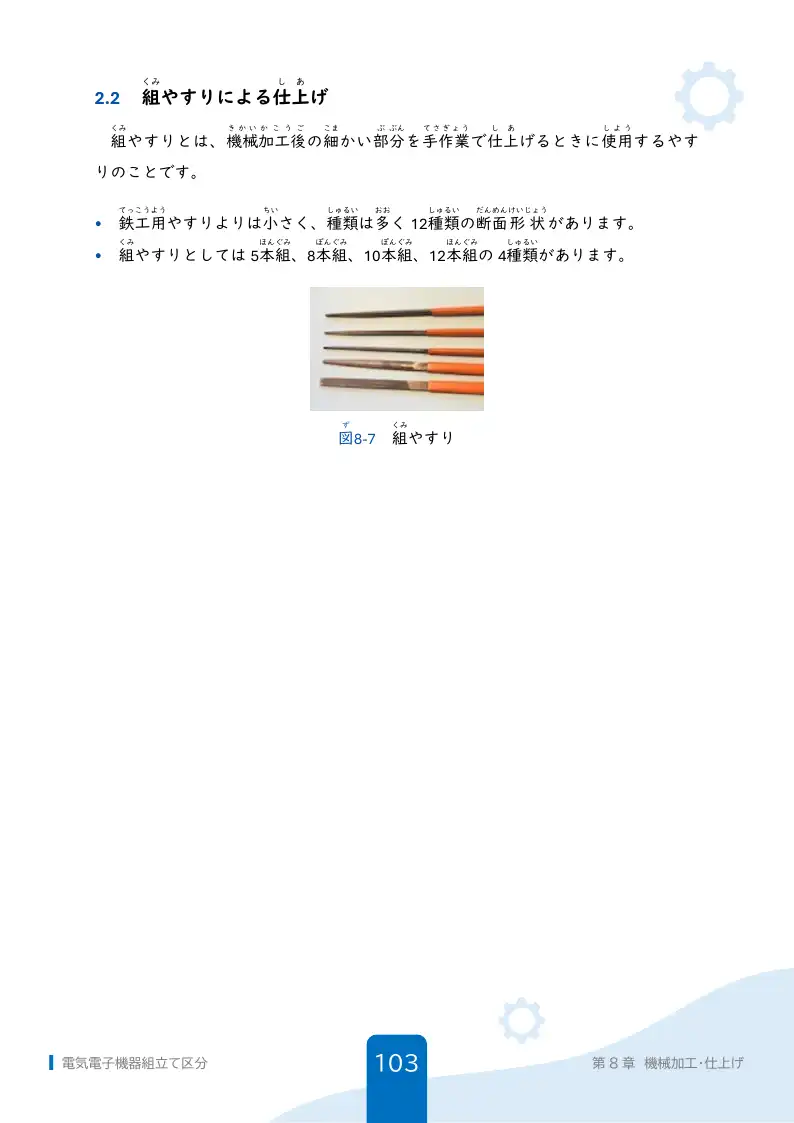 2.2 組やすりによる仕上げ
組やすりとは、機械加工後の細かい部分を手作業で仕上げるときに使用するやす
りのことです。
• 鉄工用やすりよりは小さく、種類は多く 12種類の断面形状があります。
• 組やすりとしては 5本組、8本組、10本組、12本組の 4種類があります。
図8-7 組やすり
電気電子機器組立て区分
103
第 8 章 機械加工・仕上げ